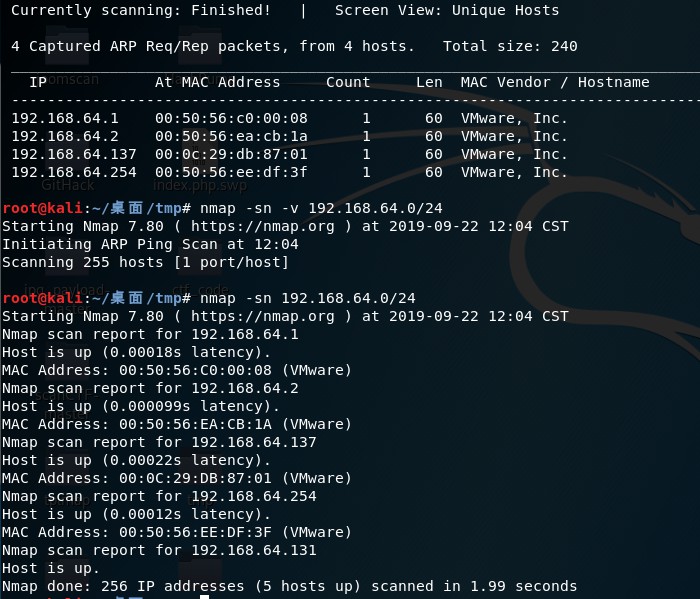 Currently scanning: Finished!   |   Screen View: Unique Hosts
4 Captured ARP Req/Rep packets, from 4 hosts.   Total size: 240
_____________________________________________________________________________
IP            At MAC Address     Count     Len  MAC Vendor / Hostname
-----------------------------------------------------------------------------
192.168.64.1    00:50:56:c0:00:08      1      60  VMware, Inc.
192.168.64.2    00:50:56:ea:cb:1a      1      60  VMware, Inc.
192.168.64.137  00:0c:29:db:87:01      1      60  VMware, Inc.
192.168.64.254  00:50:56:ee:df:3f      1      60  VMware, Inc.
GitHack index.php.swp
root@kali:~/桌面/tmp# nmap -sn -v 192.168.64.0/24
Starting Nmap 7.80 ( https://nmap.org ) at 2019-09-22 12:04 CST
Initiating ARP Ping Scan at 12:04
Scanning 255 hosts [1 port/host]
root@kali:~/桌面/tmp# nmap -sn 192.168.64.0/24
Starting Nmap 7.80 ( https://nmap.org ) at 2019-09-22 12:04 CST
Nmap scan report for 192.168.64.1
Host is up (0.00018s latency).
MAC Address: 00:50:56:C0:00:08 (VMware)
Nmap scan report for 192.168.64.2
Host is up (0.000099s latency).
MAC Address: 00:50:56:EA:CB:1A (VMware)
Nmap scan report for 192.168.64.137
Host is up (0.00022s latency).
MAC Address: 00:0C:29:DB:87:01 (VMware)
Nmap scan report for 192.168.64.254
Host is up (0.00012s latency).
MAC Address: 00:50:56:EE:DF:3F (VMware)
Nmap scan report for 192.168.64.131
Host is up.
Nmap done: 256 IP addresses (5 hosts up) scanned in 1.99 seconds